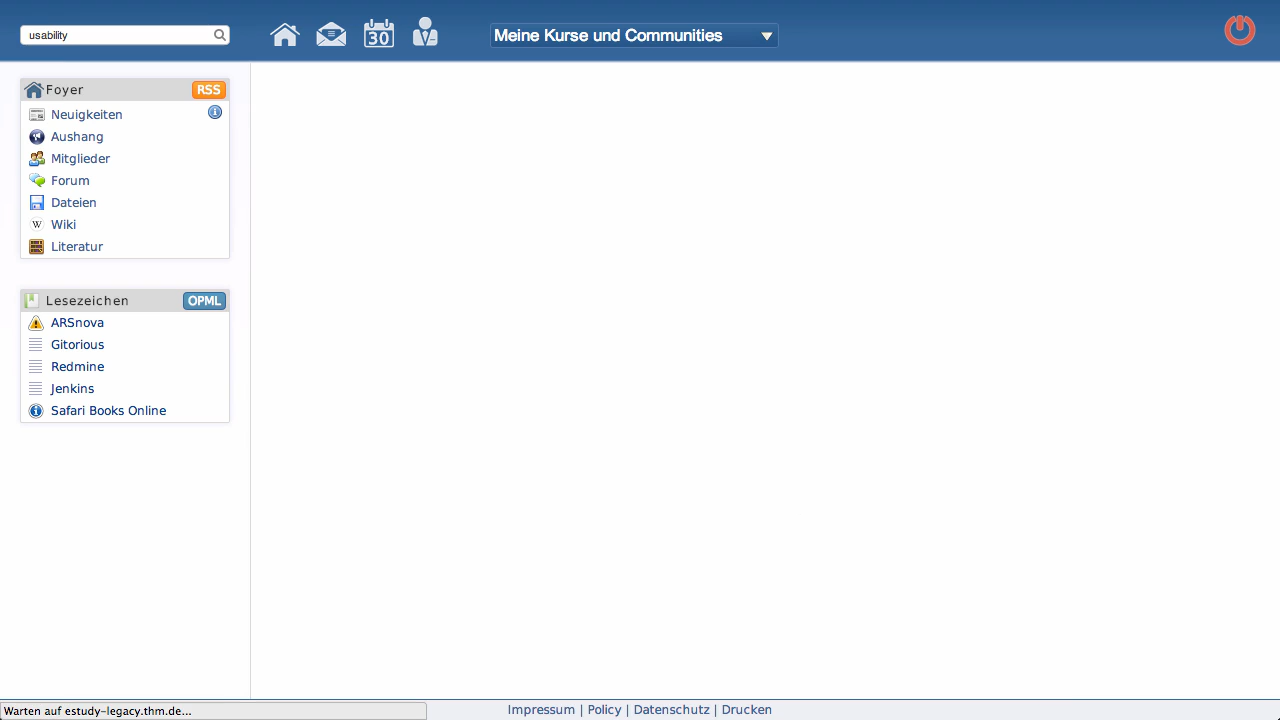 usability
30
Meine Kurse und Communities
Foyer RSS
Neuigkeiten
Aushang
Mitglieder
Forum
Dateien
W Wiki
Literatur
Lesezeichen OPML
ARSnova
Gitorious
Redmine
Jenkins
Safari Books Online
Warten auf estudy-legacy.thm.de...
Impressum | Policy | Datenschutz | Drucken